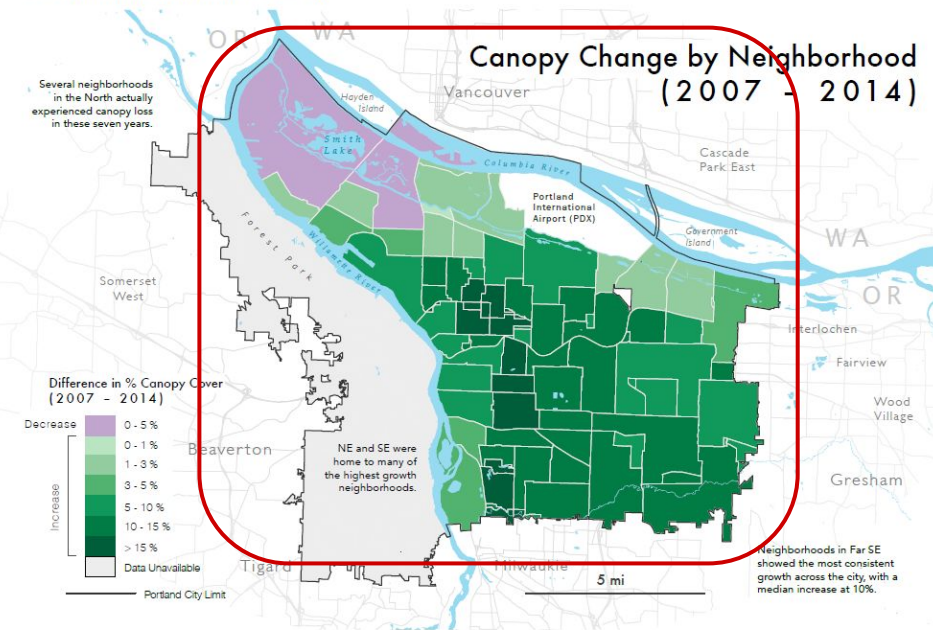 OR
WA
Canopy Change by Neighborhood
(2007 - 2014)
Several neighborhoods
in the North actually
experienced canopy loss
in these seven years.
Hayden
Island
Vancouver
Smith
Lake
Columbia River
Cascade
Park East
Portland
International
Airport (PDX)
Government
Island
Forest Park
Willamette River
WA
OR
Somerset
West
Interlochen
Fairview
Wood
Village
Difference in % Canopy Cover
(2007 - 2014)
Decrease
0 - 5 %
0 - 1%
1 - 3%
3 - 5%
5 - 10 %
10 - 15 %
> 15 %
Increase
Data Unavailable
Portland City Limit
Beaverton
NE and SE were
home to many of
the highest growth
neighborhoods.
Gresham
Tigard
Milwaukie
5 mi
Neighborhoods in Far SE
showed the most consistent
growth across the city, with a
median increase at 10%.